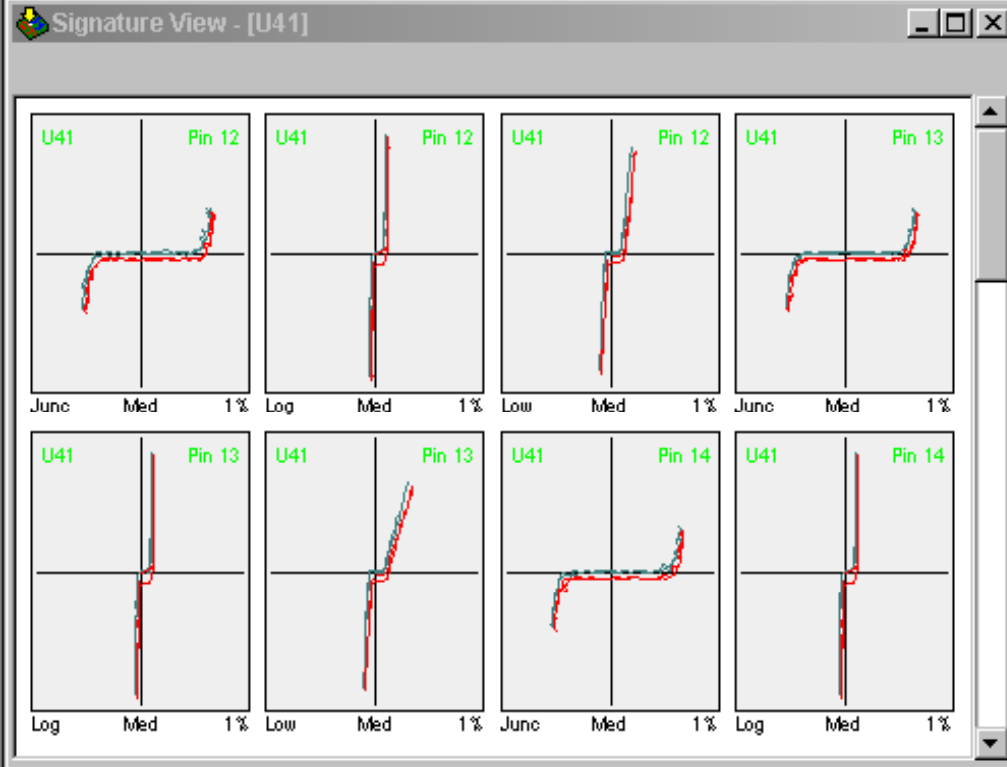 Signature View - [U41]
U41 Pin 12
U41 Pin 12
U41 Pin 12
U41 Pin 13
Junc Med 1%
Log Med 1%
Low Med 1%
Junc Med 1%
U41 Pin 13
U41 Pin 13
U41 Pin 14
U41 Pin 14
Log Med 1%
Low Med 1%
Junc Med 1%
Log Med 1%